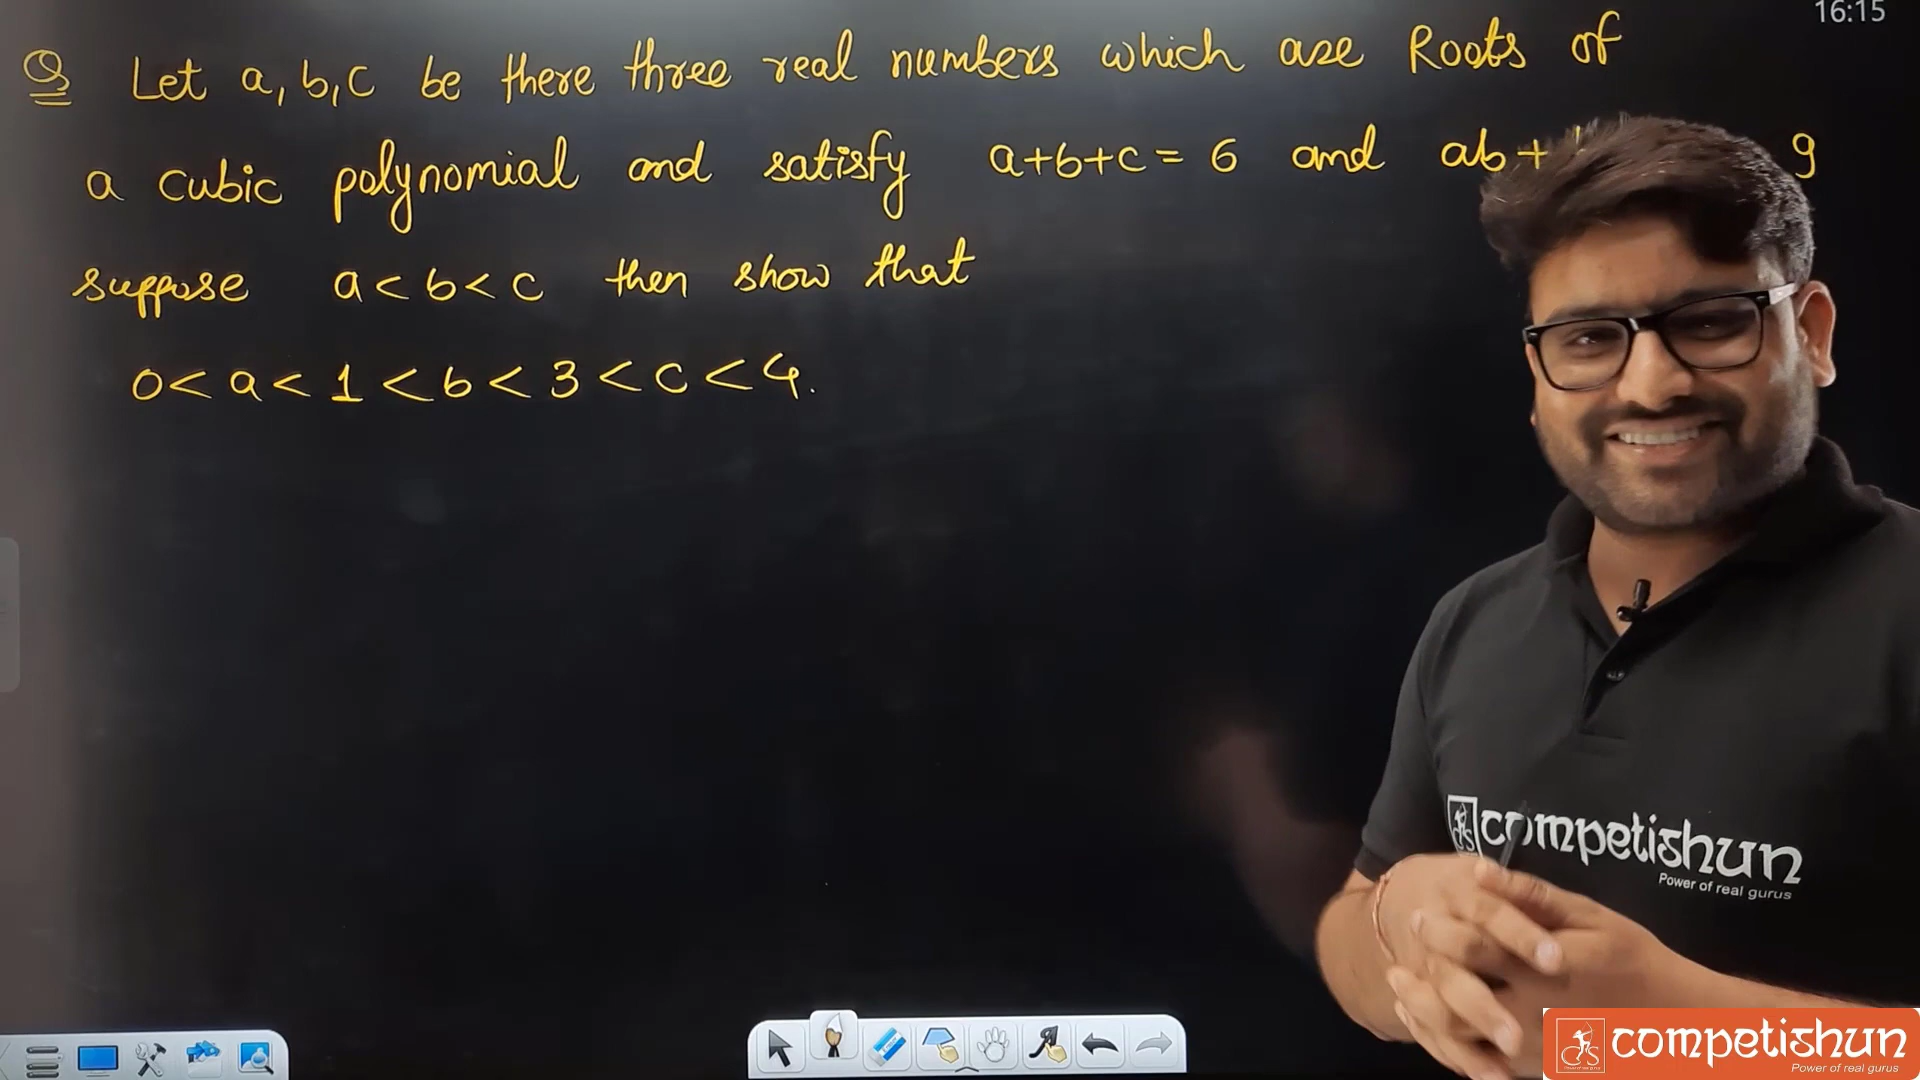 16:15
Q Let a, b, c be there three real numbers which are Roots of
a cubic polynomial and satisfy a+b+c = 6 and ab + 9
suppose a < b < c then show that
0 < a < 1 < b < 3 < c < 4.
competishun
Power of real gurus
competishun
Power of real gurus